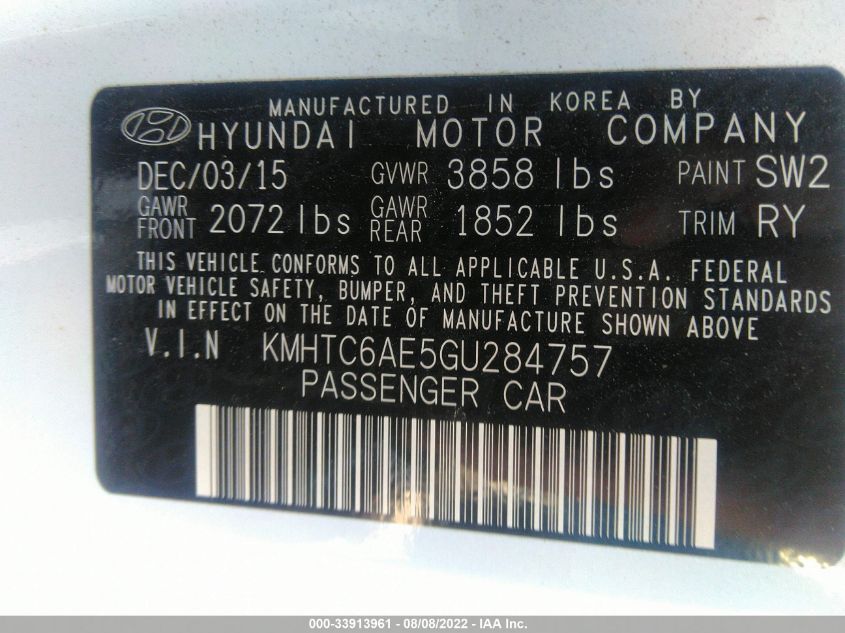 MANUFACTURED IN KOREA BY
HYUNDAI MOTOR COMPANY
DEC/03/15 GVWR 3858 lbs PAINT SW2
GAWR FRONT 2072 lbs GAWR REAR 1852 lbs TRIM RY
THIS VEHICLE CONFORMS TO ALL APPLICABLE U.S.A. FEDERAL
MOTOR VEHICLE SAFETY, BUMPER, AND THEFT PREVENTION STANDARDS
IN EFFECT ON THE DATE OF MANUFACTURE SHOWN ABOVE
V.I.N KMHTC6AE5GU284757
PASSENGER CAR
000-33913961 - 08/08/2022 - IAA Inc.